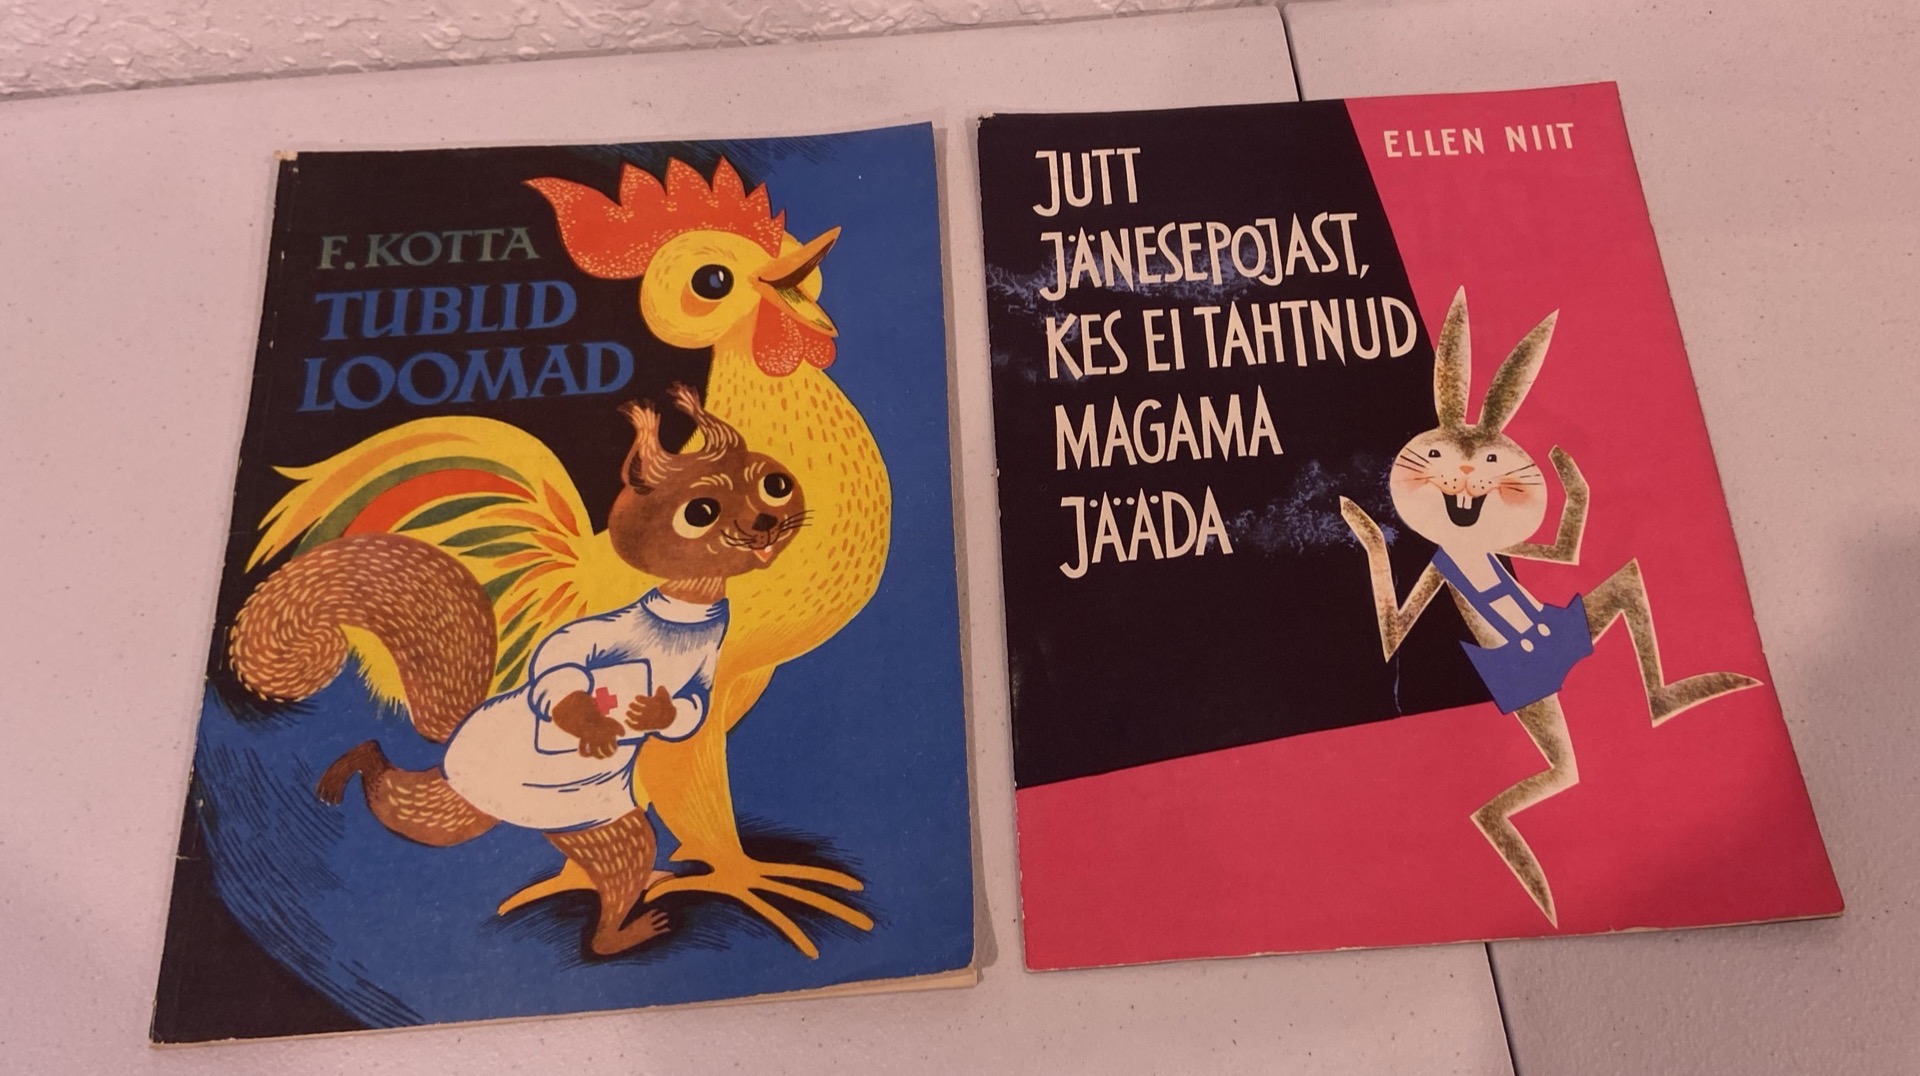 F. KOTTA
TUBLID
LOOMAD
ELLEN NIIT
JUTT
JÄNESEPOJAST,
KES EI TAHTNUD
MAGAMA
JÄÄDA